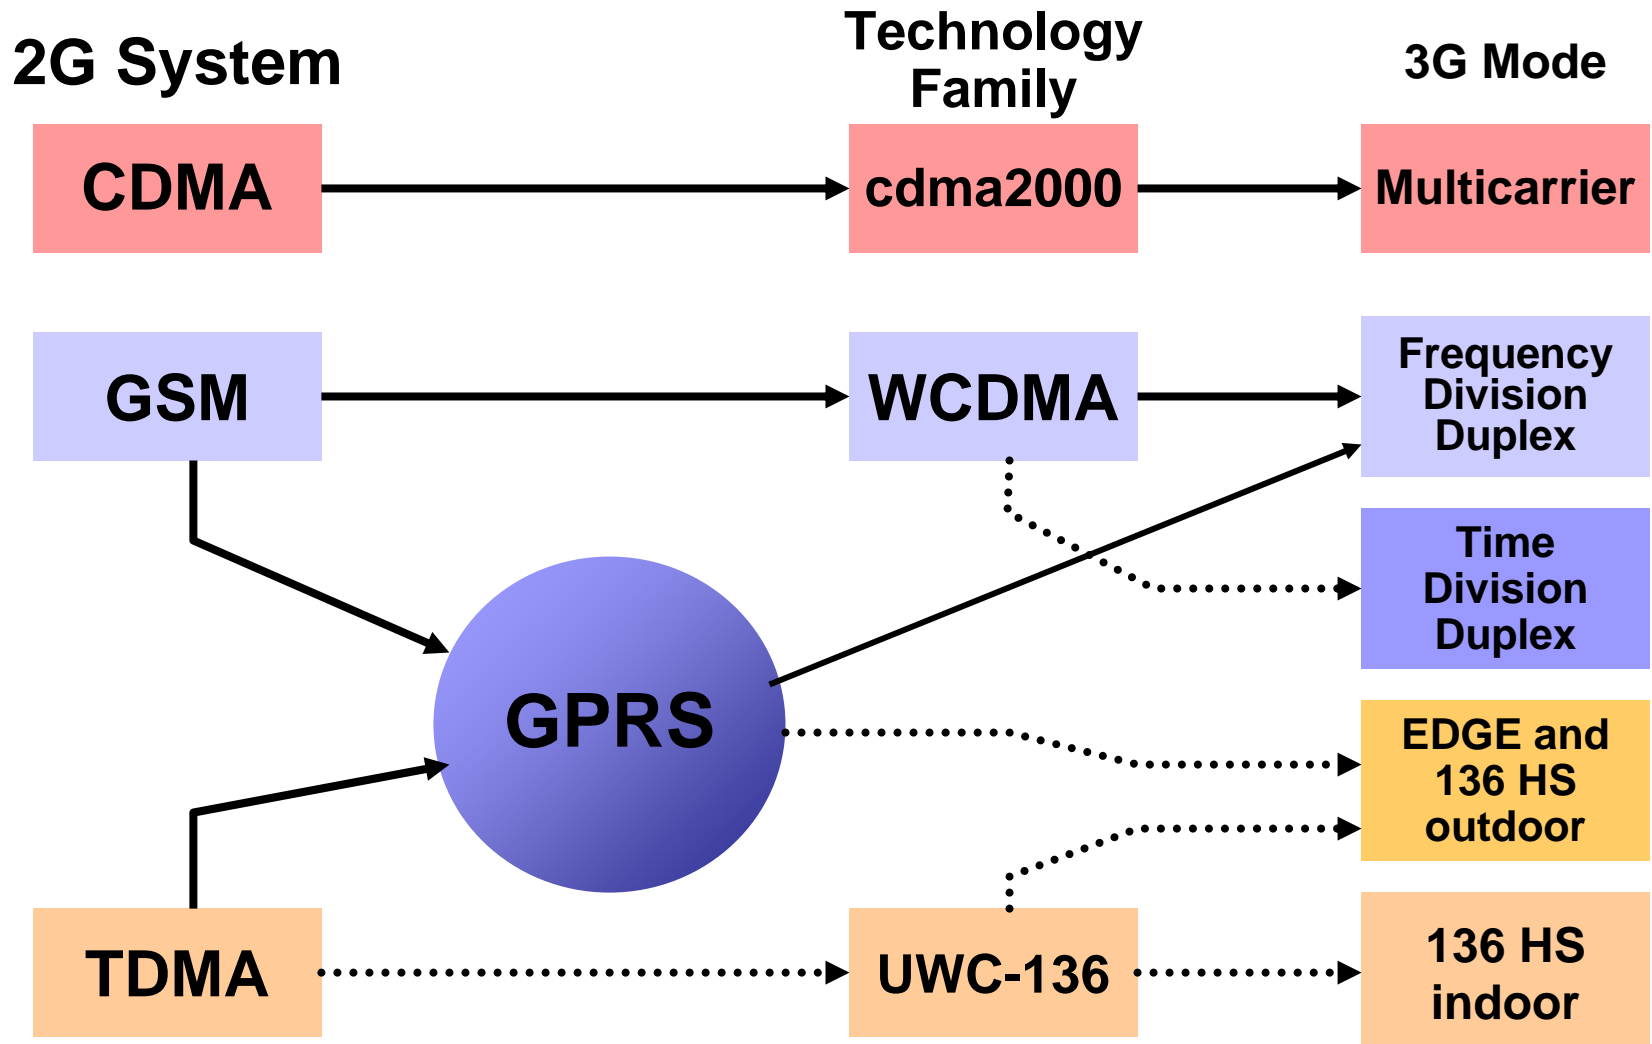 2G System
Technology
Family
3G Mode
CDMA
cdma2000
Multicarrier
GSM
WCDMA
Frequency
Division
Duplex
Time
Division
Duplex
GPRS
EDGE and
136 HS
outdoor
TDMA
UWC-136
136 HS
indoor